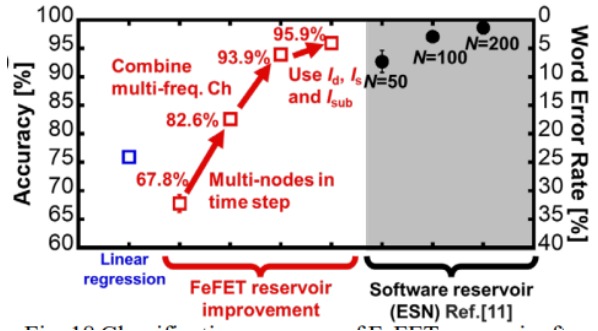 100
95
90
85
80
75
70
65
60
Accuracy [%]
0
5
10
15
20
25
30
35
40
Word Error Rate [%]
95.9%
93.9%
82.6%
67.8%
Combine
multi-freq. Ch
Use Id, Is
and Isub
Multi-nodes in
time step
N=50
N=100
N=200
Linear
regression
FeFET reservoir
improvement
Software reservoir
(ESN) Ref.[11]